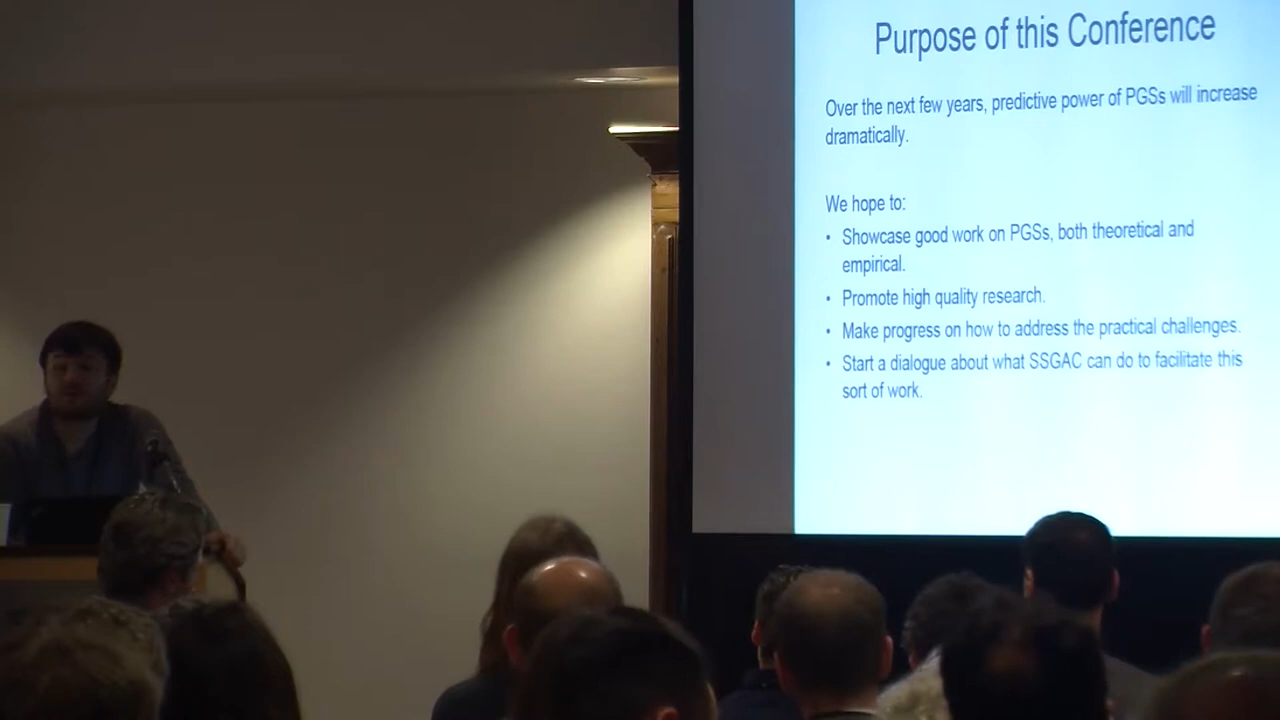 Purpose of this Conference
Over the next few years, predictive power of PGSs will increase
dramatically.
We hope to:
• Showcase good work on PGSs, both theoretical and
empirical.
• Promote high quality research.
• Make progress on how to address the practical challenges.
• Start a dialogue about what SSGAC can do to facilitate this
sort of work.